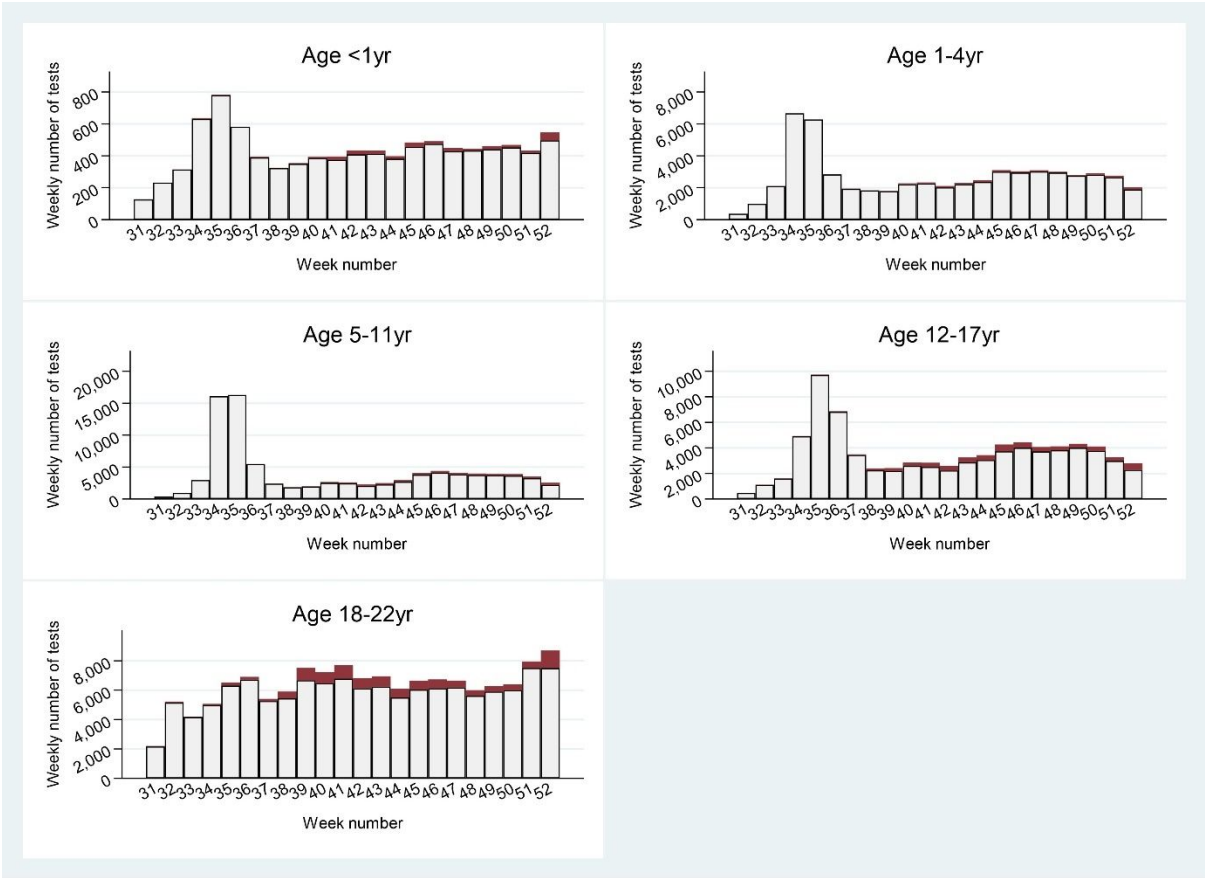 Age <1yr
Weekly number of tests
800
600
400
200
0
31 32 33 34 35 36 37 38 39 40 41 42 43 44 45 46 47 48 49 50 51 52
Week number
Age 1-4yr
Weekly number of tests
8,000
6,000
4,000
2,000
0
31 32 33 34 35 36 37 38 39 40 41 42 43 44 45 46 47 48 49 50 51 52
Week number
Age 5-11yr
Weekly number of tests
20,000
15,000
10,000
5,000
0
31 32 33 34 35 36 37 38 39 40 41 42 43 44 45 46 47 48 49 50 51 52
Week number
Age 12-17yr
Weekly number of tests
10,000
8,000
6,000
4,000
2,000
0
31 32 33 34 35 36 37 38 39 40 41 42 43 44 45 46 47 48 49 50 51 52
Week number
Age 18-22yr
Weekly number of tests
8,000
6,000
4,000
2,000
0
31 32 33 34 35 36 37 38 39 40 41 42 43 44 45 46 47 48 49 50 51 52
Week number